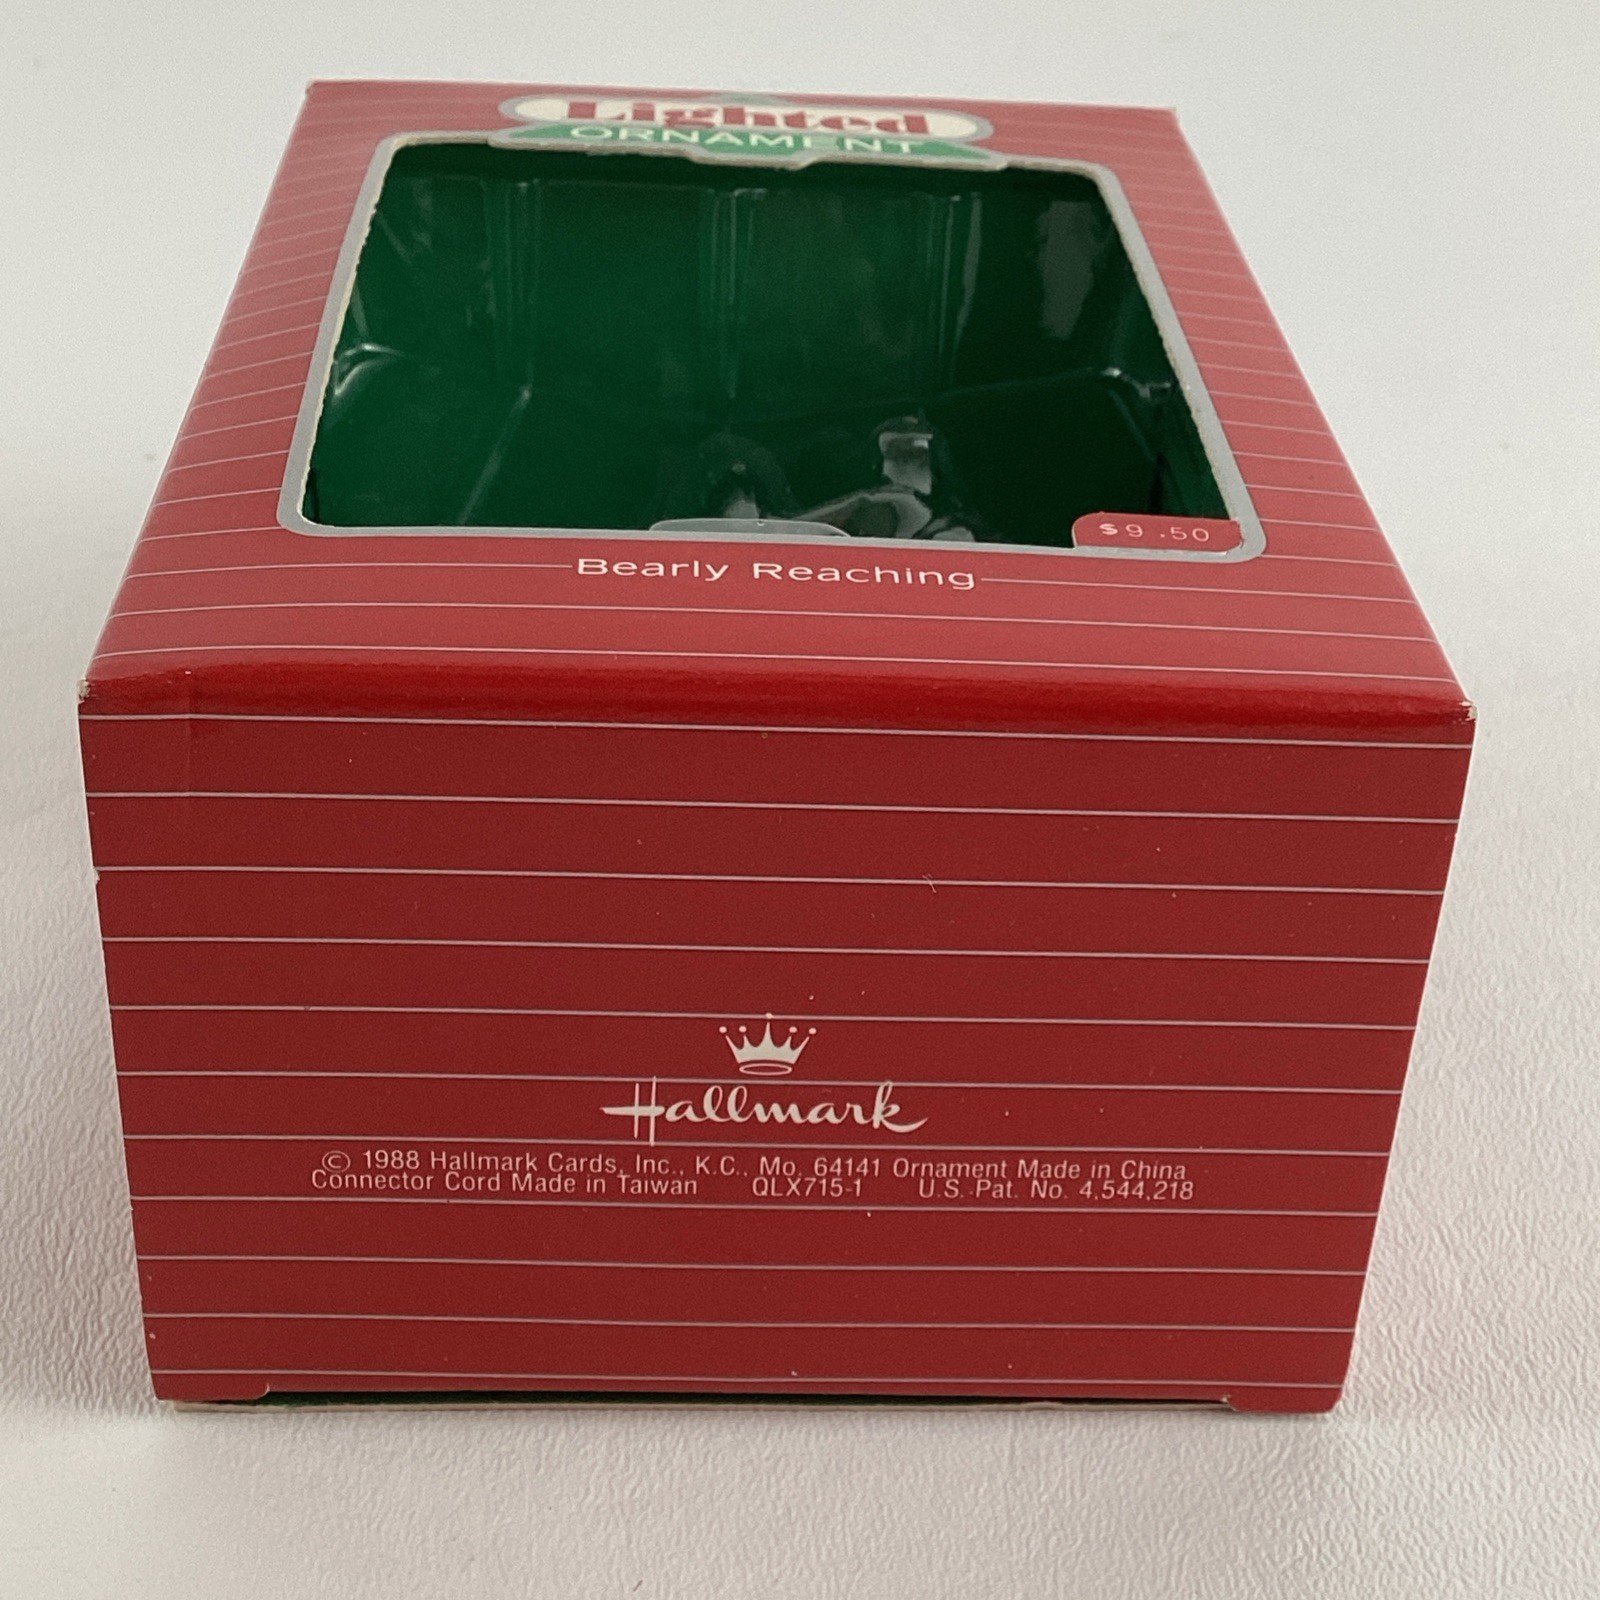 Lighted
ORNAMENT
$9.50
Bearly Reaching
Hallmark
© 1988 Hallmark Cards, Inc., K.C., Mo. 64141 Ornament Made in China
Connector Cord Made in Taiwan QLX715-1 U.S. Pat. No. 4,544,218